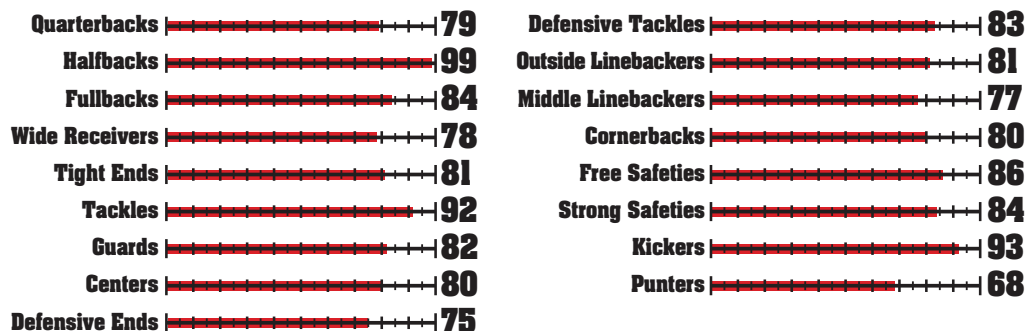 Quarterbacks 79
Halfbacks 99
Fullbacks 84
Wide Receivers 78
Tight Ends 81
Tackles 92
Guards 82
Centers 80
Defensive Ends 75
Defensive Tackles 83
Outside Linebackers 81
Middle Linebackers 77
Cornerbacks 80
Free Safeties 86
Strong Safeties 84
Kickers 93
Punters 68